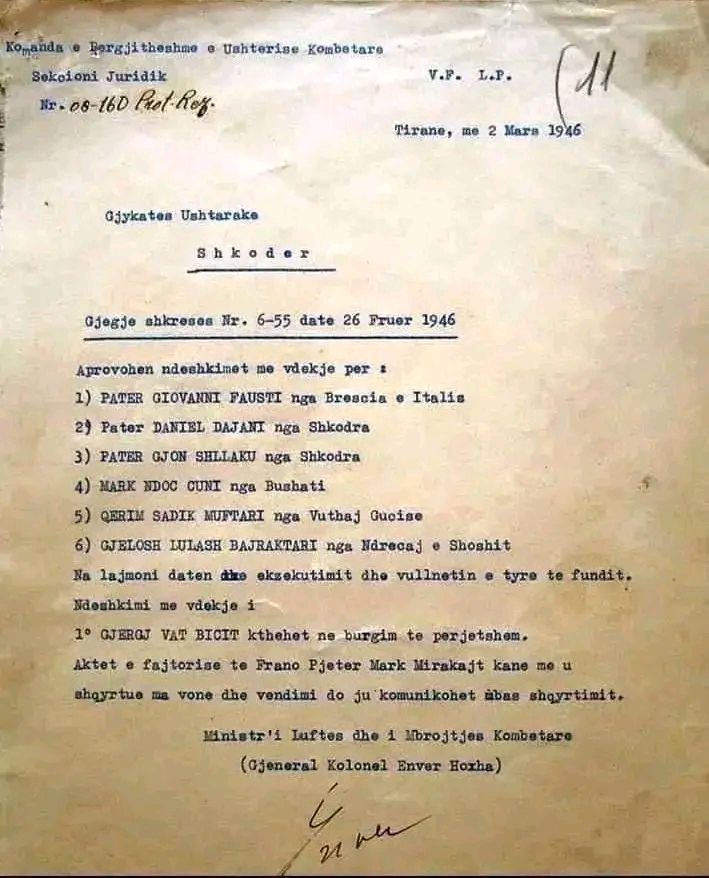 Komanda e Pergjitheshme e Ushterise Kombetare
Sekcioni Juridik
V.F. L.P.
11
Nr. 08-160 Prot. Rez.
Tirane, me 2 Mars 1946
Gjykates Ushtarake
Shkoder
Gjegje shkreses Nr. 6-55 date 26 Fruer 1946
Aprovohen ndeshkimet me vdekje per :
1) PATER GIOVANNI FAUSTI nga Brescia e Italis
2) Pater DANIEL DAJANI nga Shkodra
3) PATER GJON SHLLAKU nga Shkodra
4) MARK NDOC CUNI nga Bushati
5) QERIM SADIK MUFTARI nga Vuthaj Gucise
6) GJELOSH LULASH BAJRAKTARI nga Ndrecaj e Shoshit
Na lajmoni daten dhe ekzekutimit dhe vullnetin e tyre te fundit.
Ndeshkimi me vdekje i
1° GJERGJ VAT BICIT kthehet ne burgim te perjetshem.
Aktet e fajtorise te Frano Pjeter Mark Mirakajt kane me u
shqyrtue ma vone dhe vendimi do ju komunikohet mbas shqyrtimit.
Ministr'i Luftes dhe i Mbrojtjes Kombetare
(Gjeneral Kolonel Enver Hoxha)
Enver